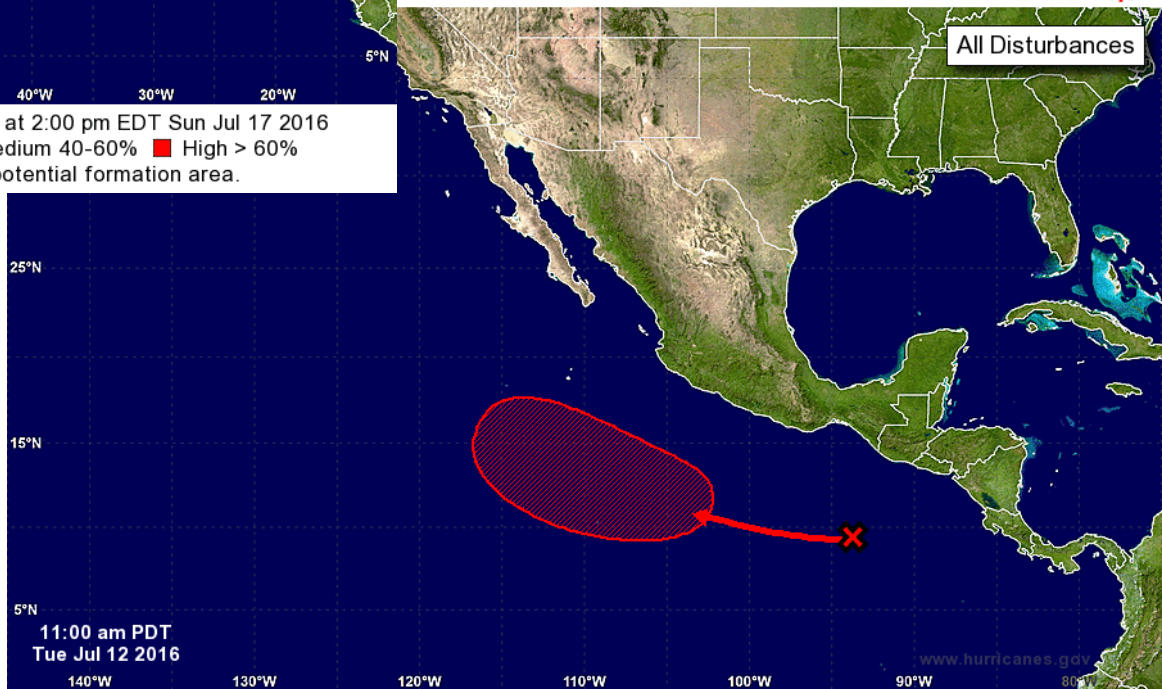 All Disturbances
5°N
40°W 30°W 20°W
at 2:00 pm EDT Sun Jul 17 2016
edium 40-60% High > 60%
potential formation area.
25°N
15°N
5°N
11:00 am PDT
Tue Jul 12 2016
www.hurricanes.gov
140°W 130°W 120°W 110°W 100°W 90°W 80°W